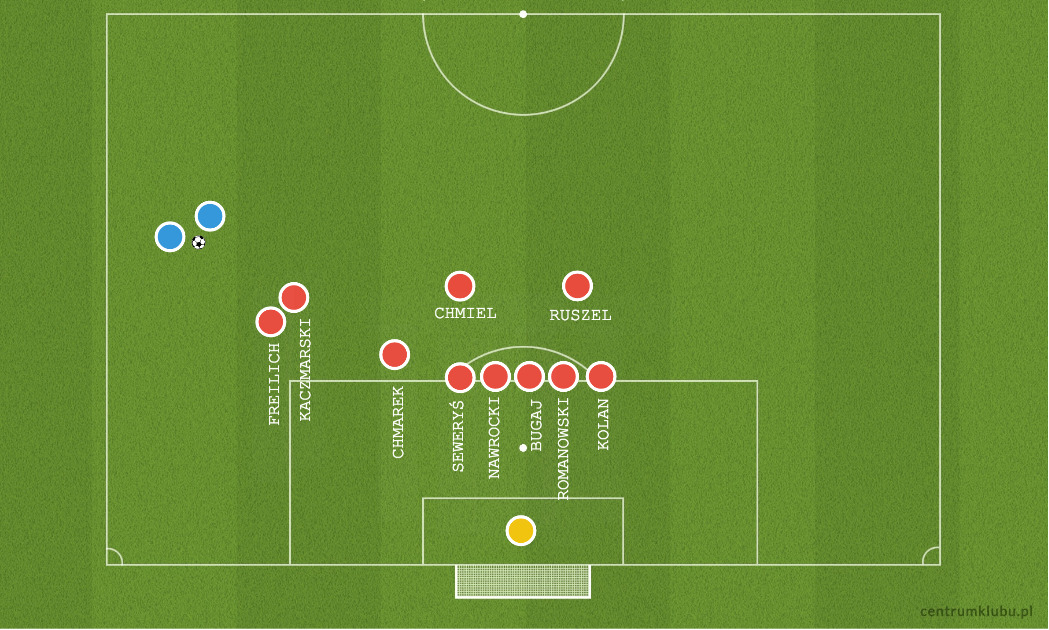 CHMIEL
RUSZEL
FREILICH
KACZMARSKI
CHMAREK
SEWERYŚ
NAWROCKI
BUGAJ
ROMANOWSKI
KOLAN
centrumklubu.pl